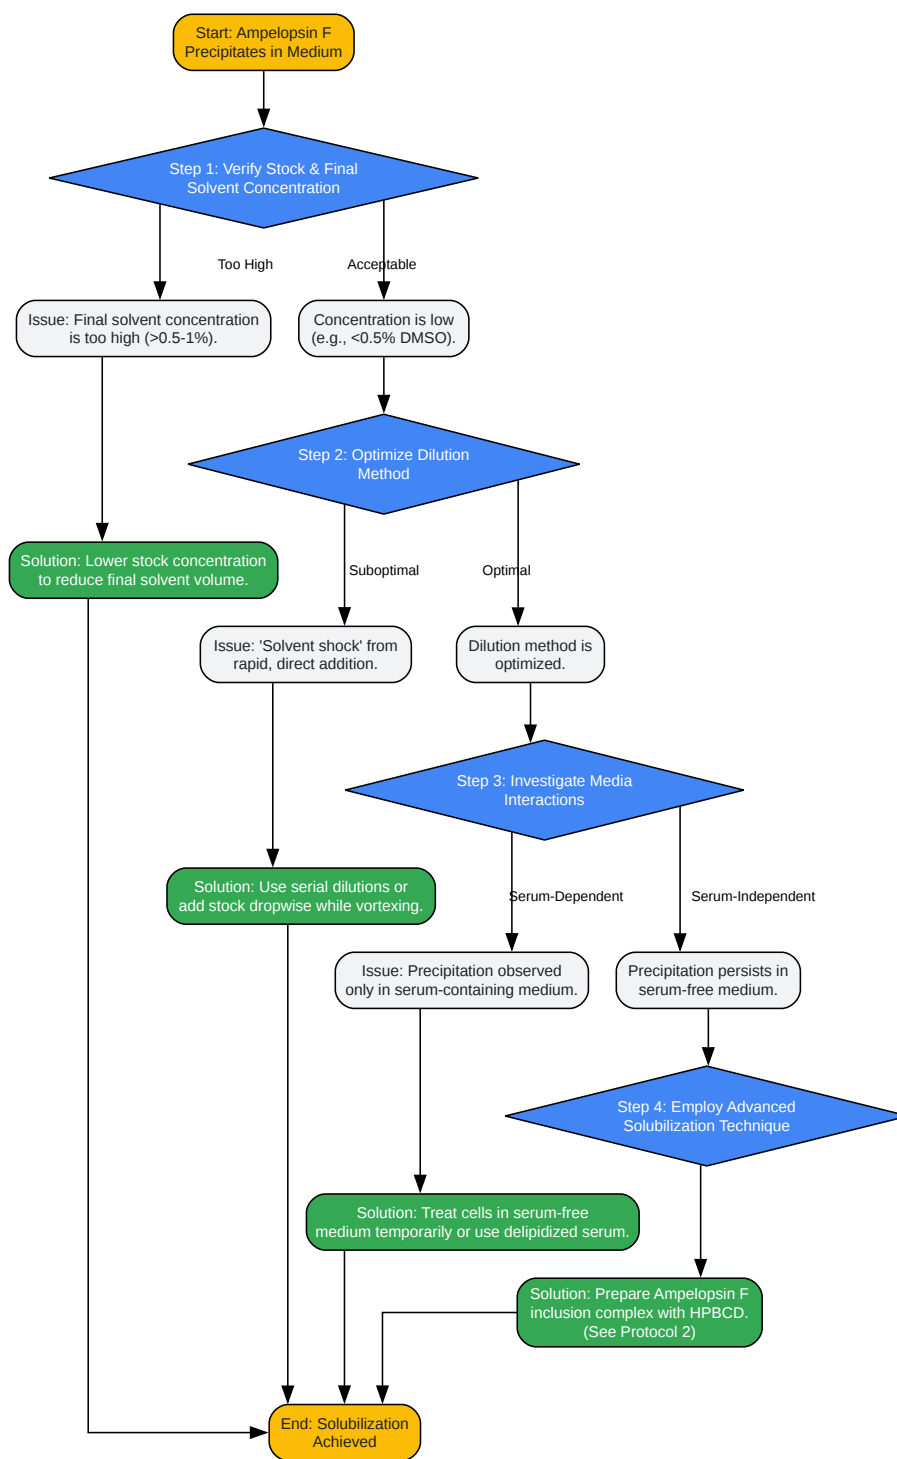 Start: Ampelopsin F
Precipitates in Medium
Step 1: Verify Stock & Final
Solvent Concentration
Too High
Acceptable
Issue: Final solvent concentration
is too high (>0.5-1%).
Concentration is low
(e.g., <0.5% DMSO).
Step 2: Optimize Dilution
Method
Solution: Lower stock concentration
to reduce final solvent volume.
Suboptimal
Optimal
Issue: 'Solvent shock' from
rapid, direct addition.
Dilution method is
optimized.
Step 3: Investigate Media
Interactions
Solution: Use serial dilutions or
add stock dropwise while vortexing.
Serum-Dependent
Serum-Independent
Issue: Precipitation observed
only in serum-containing medium.
Precipitation persists in
serum-free medium.
Step 4: Employ Advanced
Solubilization Technique
Solution: Treat cells in serum-free
medium temporarily or use delipidized serum.
Solution: Prepare Ampelopsin F
inclusion complex with HPBCD.
(See Protocol 2)
End: Solubilization
Achieved